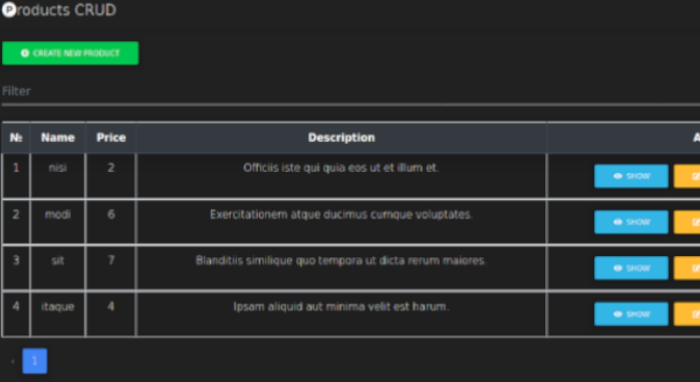 Products CRUD
CREATE NEW PRODUCT
Filter
№ Name Price Description A
1 nisi 2 Officiis iste qui quia eos ut et illum et. SHOW
2 modi 6 Exercitationem atque ducimus cumque voluptates. SHOW
3 sit 7 Blanditiis similique quo tempora ut dicta rerum maiores. SHOW
4 itaque 4 Ipsam aliquid aut minima velit est harum. SHOW
‹ 1